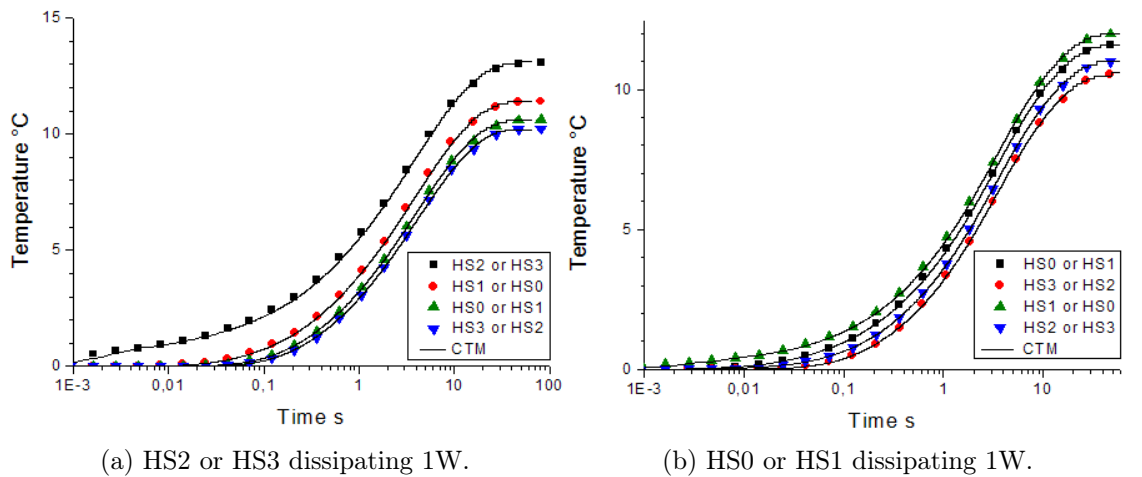 15
10
5
0
Temperature °C
1E-3
0,01
0,1
1
10
100
Time s
HS2 or HS3
HS1 or HS0
HS0 or HS1
HS3 or HS2
CTM
(a) HS2 or HS3 dissipating 1W.
10
5
0
Temperature °C
1E-3
0,01
0,1
1
10
Time s
HS0 or HS1
HS3 or HS2
HS1 or HS0
HS2 or HS3
CTM
(b) HS0 or HS1 dissipating 1W.